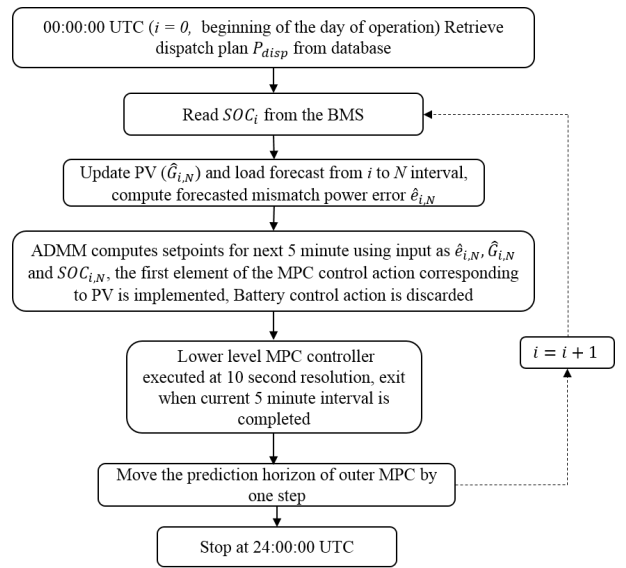 00:00:00 UTC (i = 0, beginning of the day of operation) Retrieve
dispatch plan P_disp from database
Read SOC_i from the BMS
Update PV (Ĝ_i,N) and load forecast from i to N interval,
compute forecasted mismatch power error ê_i,N
ADMM computes setpoints for next 5 minute using input as ê_i,N, Ĝ_i,N
and SOC_i,N, the first element of the MPC control action corresponding
to PV is implemented, Battery control action is discarded
Lower level MPC controller
executed at 10 second resolution, exit
when current 5 minute interval is
completed
i = i + 1
Move the prediction horizon of outer MPC by
one step
Stop at 24:00:00 UTC